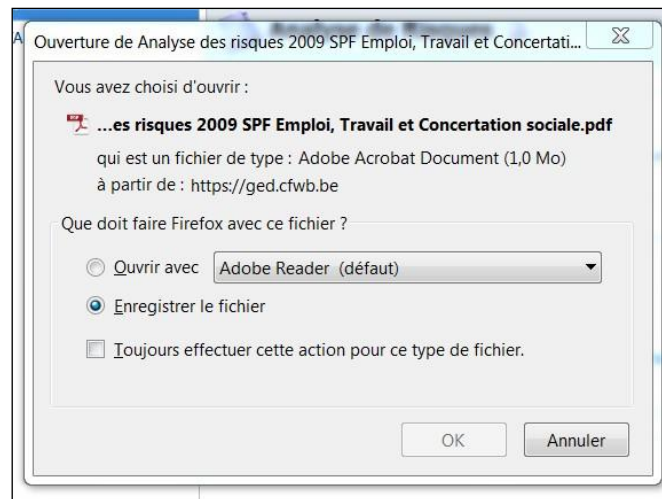 Analyse de Risques
A
Ouverture de Analyse des risques 2009 SPF Emploi, Travail et Concertati...
Vous avez choisi d'ouvrir :
...es risques 2009 SPF Emploi, Travail et Concertation sociale.pdf
qui est un fichier de type : Adobe Acrobat Document (1,0 Mo)
à partir de : https://ged.cfwb.be
Que doit faire Firefox avec ce fichier ?
Ouvrir avec Adobe Reader (défaut)
Enregistrer le fichier
Toujours effectuer cette action pour ce type de fichier.
OK Annuler